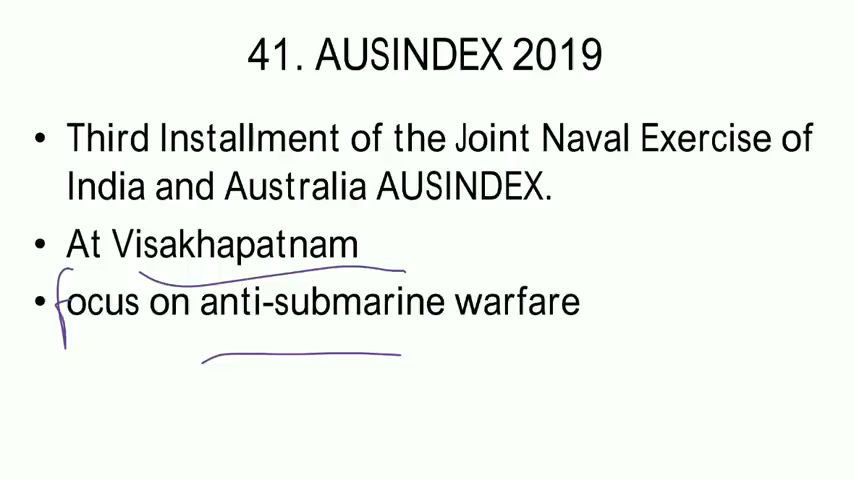 41. AUSINDEX 2019
• Third Installment of the Joint Naval Exercise of
India and Australia AUSINDEX.
• At Visakhapatnam
• focus on anti-submarine warfare